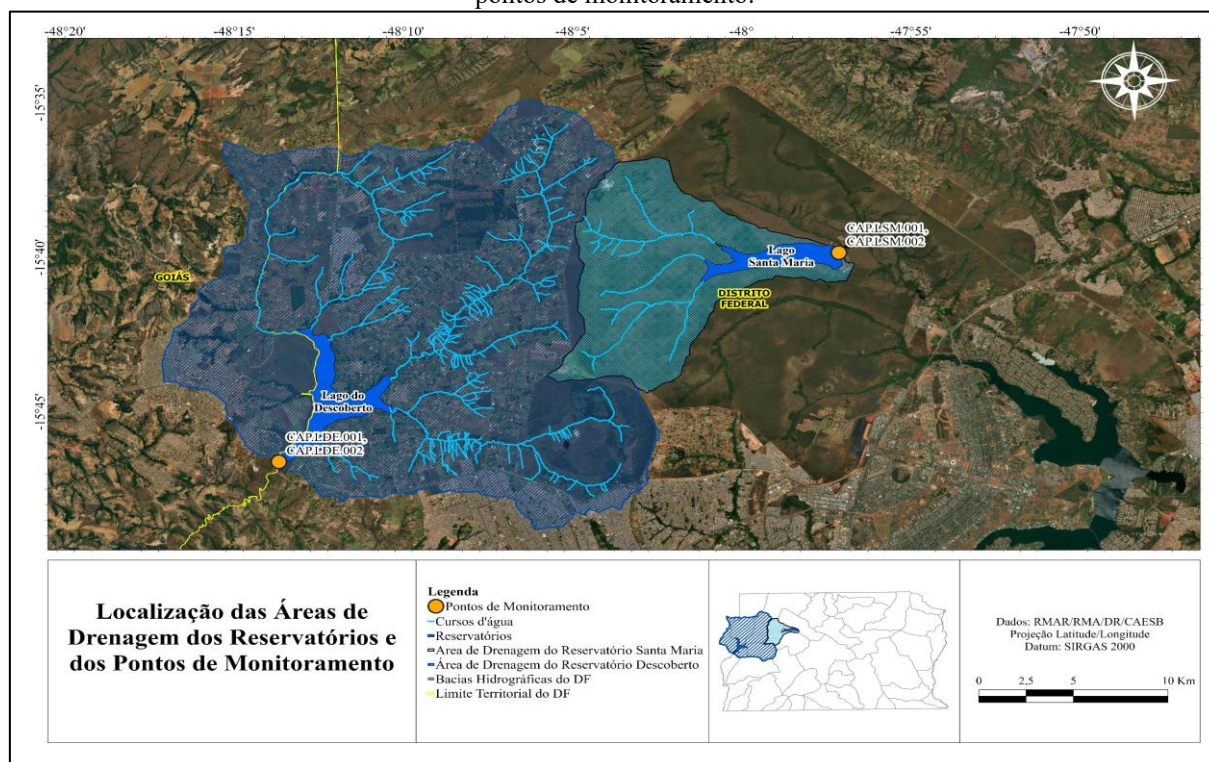 pontos de monitoramento.
-48°20' -48°15' -48°10' -48°5' -48° -47°55' -47°50'
-15°35'
-15°40'
-15°45'
CAP.LSM.001,
CAP.LSM.002
Lago
Santa Maria
GOIÁS
DISTRITO
FEDERAL
Lago do
Descoberto
CAP.LDE.001,
CAP.LDE.002
Localização das Áreas de
Drenagem dos Reservatórios e
dos Pontos de Monitoramento
Legenda
Pontos de Monitoramento
Cursos d'água
Reservatórios
Area de Drenagem do Reservatório Santa Maria
Área de Drenagem do Reservatório Descoberto
Bacias Hidrográficas do DF
Limite Territorial do DF
Dados: RMAR/RMA/DR/CAESB
Projeção Latitude/Longitude
Datum: SIRGAS 2000
0 2,5 5 10 Km